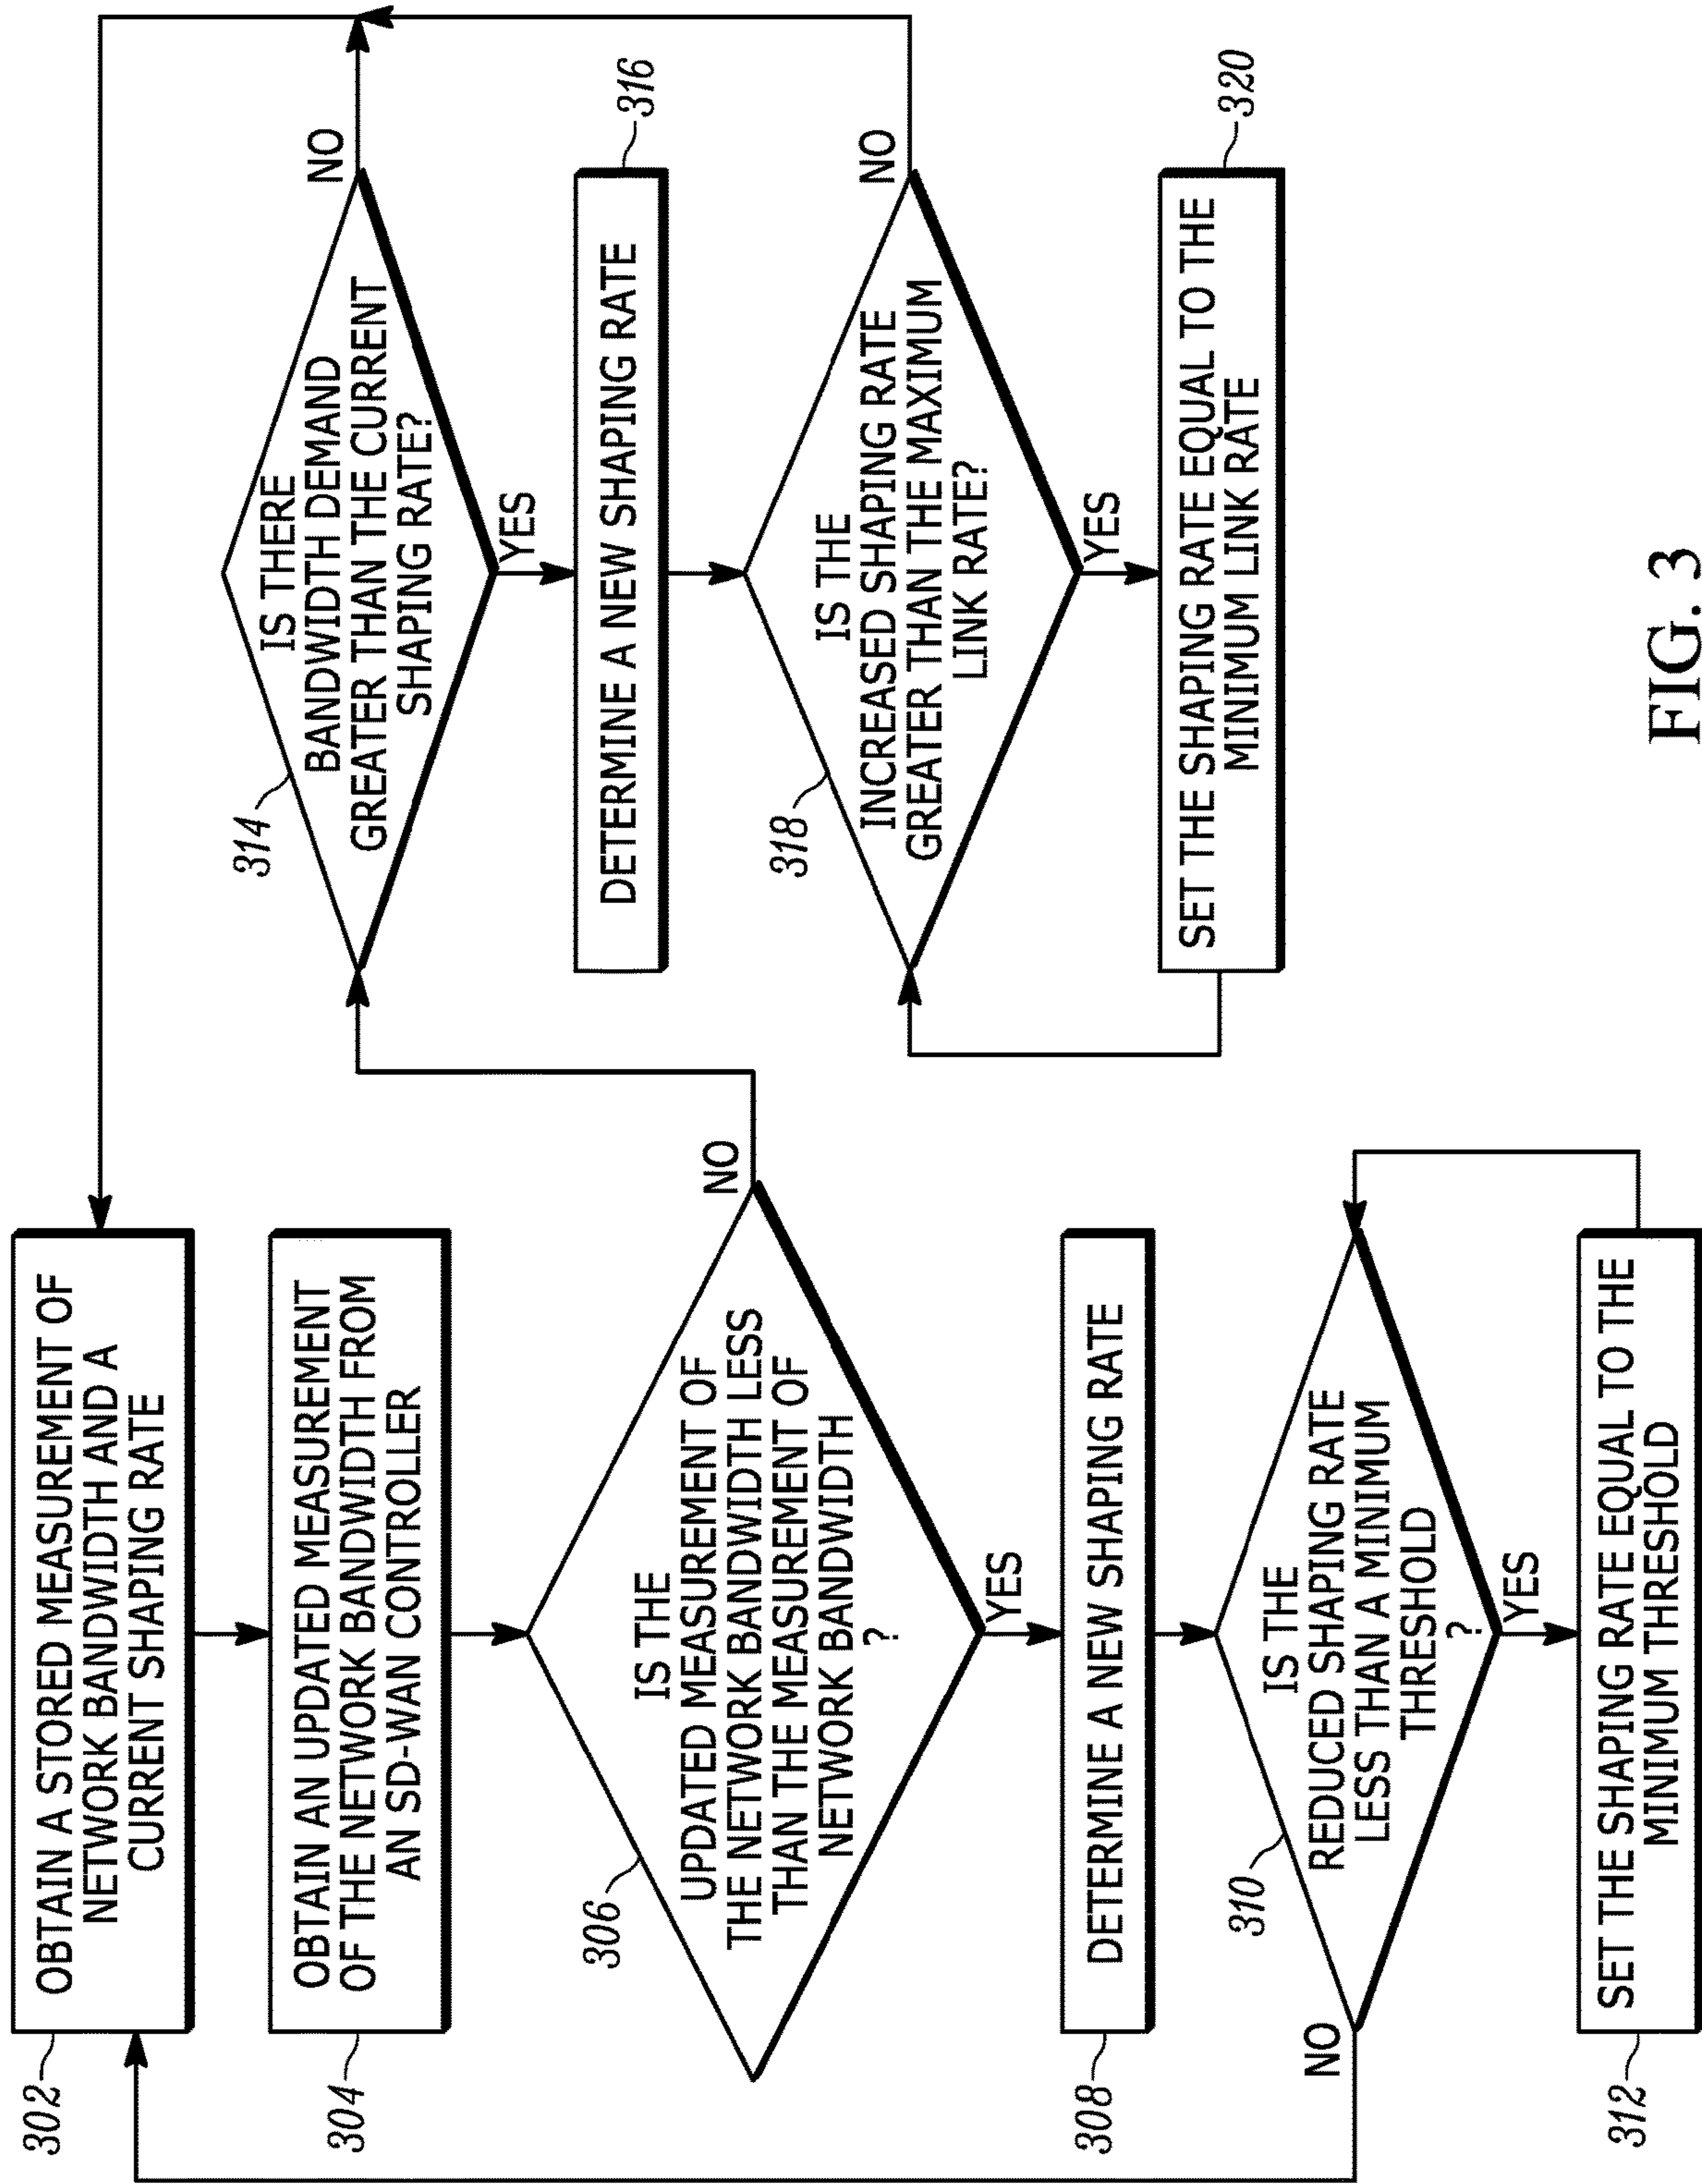 302
OBTAIN A STORED MEASUREMENT OF
NETWORK BANDWIDTH AND A
CURRENT SHAPING RATE
304
OBTAIN AN UPDATED MEASUREMENT
OF THE NETWORK BANDWIDTH FROM
AN SD-WAN CONTROLLER
306
IS THE
UPDATED MEASUREMENT OF
THE NETWORK BANDWIDTH LESS
THAN THE MEASUREMENT OF
NETWORK BANDWIDTH
?
NO
YES
308
DETERMINE A NEW SHAPING RATE
310
IS THE
REDUCED SHAPING RATE
LESS THAN A MINIMUM
THRESHOLD
?
NO
YES
312
SET THE SHAPING RATE EQUAL TO THE
MINIMUM THRESHOLD
314
IS THERE
BANDWIDTH DEMAND
GREATER THAN THE CURRENT
SHAPING RATE?
NO
YES
316
DETERMINE A NEW SHAPING RATE
318
IS THE
INCREASED SHAPING RATE
GREATER THAN THE MAXIMUM
LINK RATE?
NO
YES
320
SET THE SHAPING RATE EQUAL TO THE
MINIMUM LINK RATE
FIG. 3